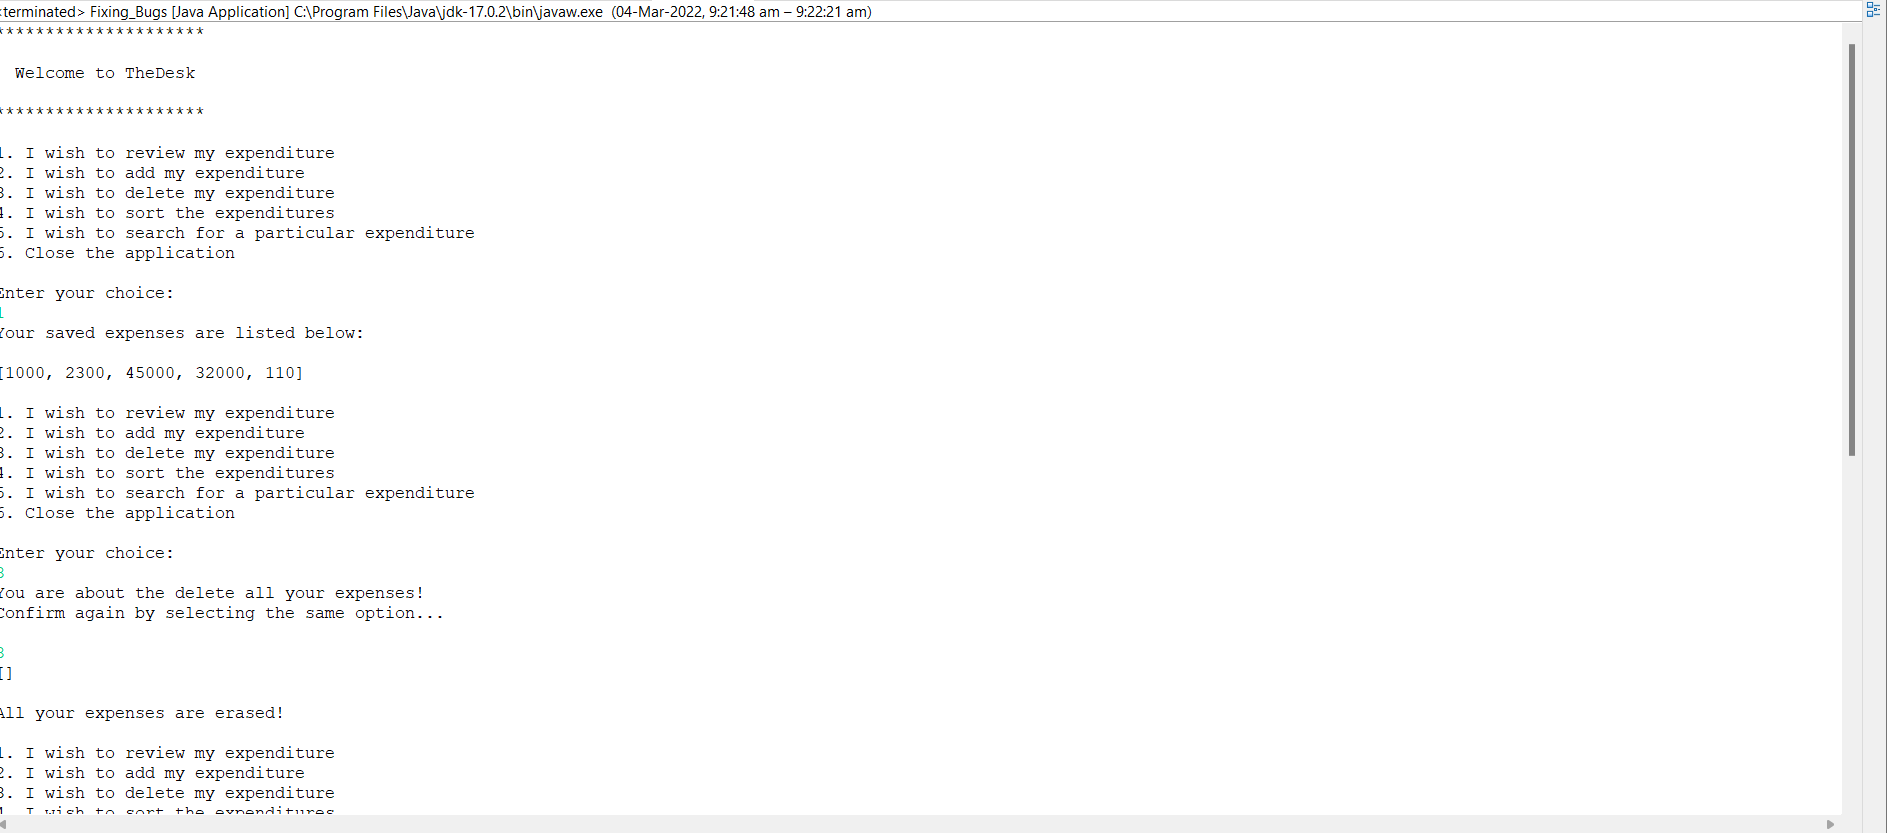 <terminated> Fixing_Bugs [Java Application] C:\Program Files\Java\jdk-17.0.2\bin\javaw.exe (04-Mar-2022, 9:21:48 am – 9:22:21 am)
*********************
Welcome to TheDesk
*********************
1. I wish to review my expenditure
2. I wish to add my expenditure
3. I wish to delete my expenditure
4. I wish to sort the expenditures
5. I wish to search for a particular expenditure
6. Close the application
Enter your choice:
1
Your saved expenses are listed below:
[1000, 2300, 45000, 32000, 110]
1. I wish to review my expenditure
2. I wish to add my expenditure
3. I wish to delete my expenditure
4. I wish to sort the expenditures
5. I wish to search for a particular expenditure
6. Close the application
Enter your choice:
3
You are about the delete all your expenses!
Confirm again by selecting the same option...
3
[]
All your expenses are erased!
1. I wish to review my expenditure
2. I wish to add my expenditure
3. I wish to delete my expenditure
4. I wish to sort the expenditures